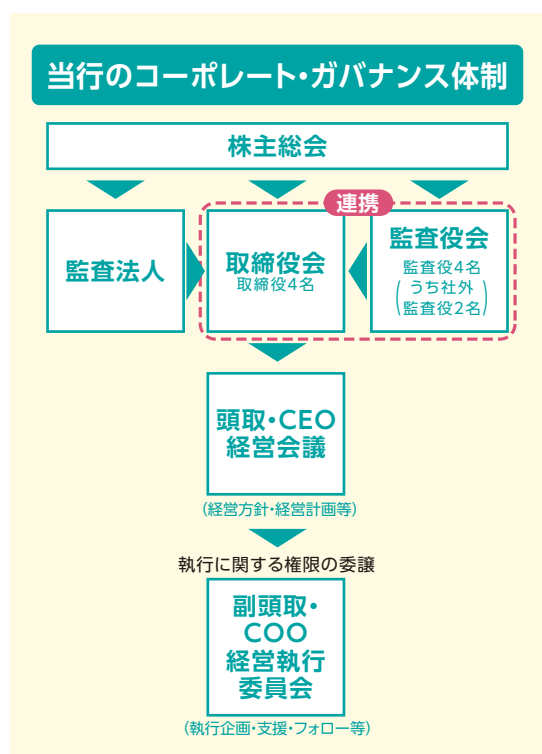 当行のコーポレート・ガバナンス体制
株主総会
連携
監査法人
取締役会
取締役4名
監査役会
監査役4名
(うち社外
監査役2名)
頭取・CEO
経営会議
(経営方針・経営計画等)
執行に関する権限の委譲
副頭取・
COO
経営執行
委員会
(執行企画・支援・フォロー等)